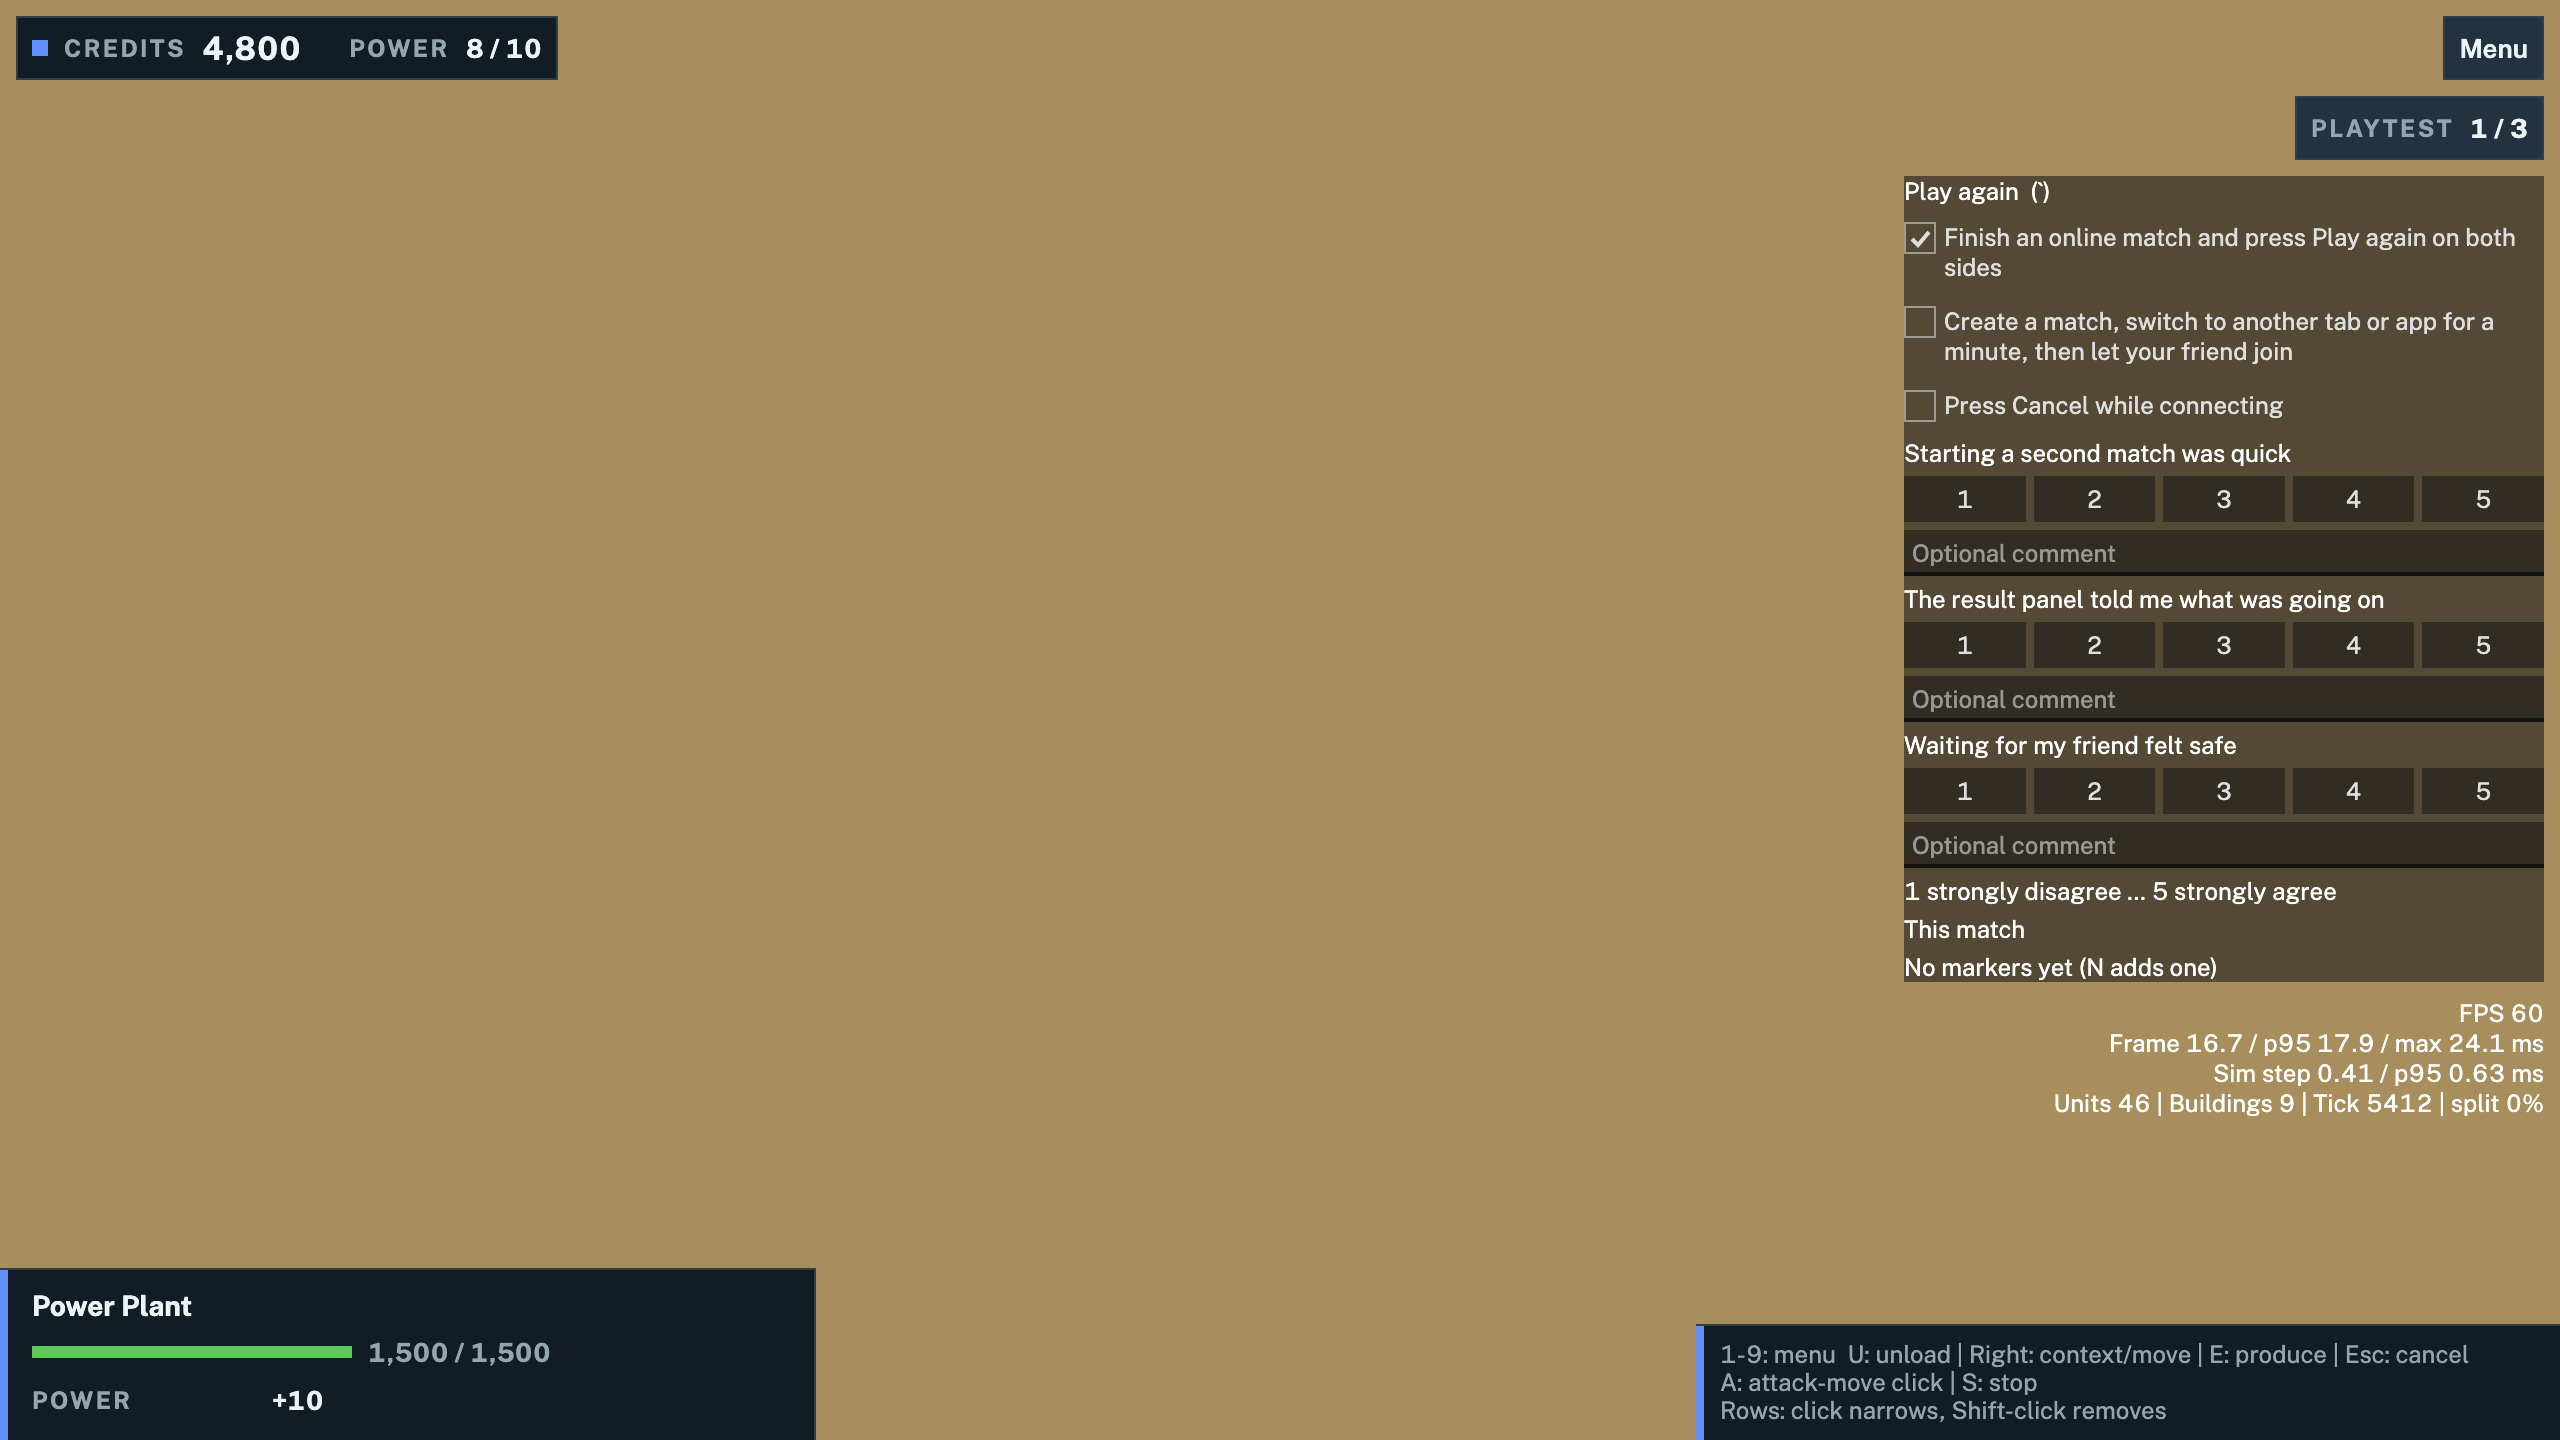 CREDITS 4,800 POWER 8 / 10
Menu
PLAYTEST 1 / 3
Play again (`)
Finish an online match and press Play again on both
sides
Create a match, switch to another tab or app for a
minute, then let your friend join
Press Cancel while connecting
Starting a second match was quick
1 2 3 4 5
Optional comment
The result panel told me what was going on
1 2 3 4 5
Optional comment
Waiting for my friend felt safe
1 2 3 4 5
Optional comment
1 strongly disagree ... 5 strongly agree
This match
No markers yet (N adds one)
FPS 60
Frame 16.7 / p95 17.9 / max 24.1 ms
Sim step 0.41 / p95 0.63 ms
Units 46 | Buildings 9 | Tick 5412 | split 0%
Power Plant
1,500 / 1,500
POWER +10
1-9: menu  U: unload | Right: context/move | E: produce | Esc: cancel
A: attack-move click | S: stop
Rows: click narrows, Shift-click removes